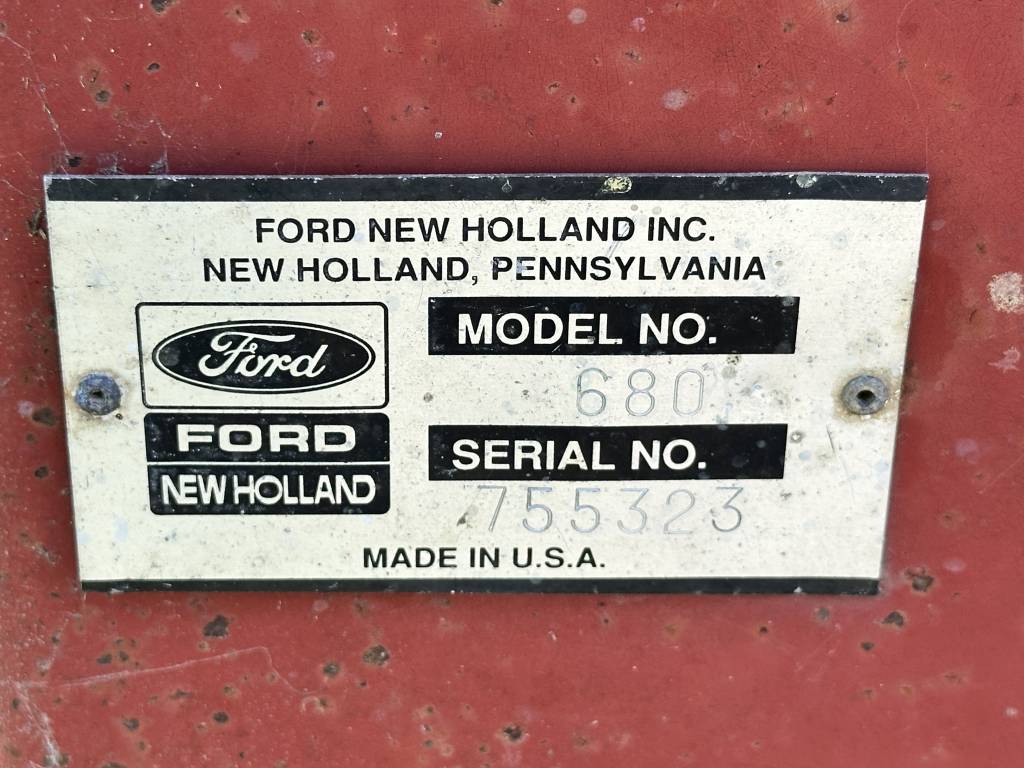 FORD NEW HOLLAND INC.
NEW HOLLAND, PENNSYLVANIA
Ford
FORD
NEW HOLLAND
MODEL NO.
680
SERIAL NO.
755323
MADE IN U.S.A.